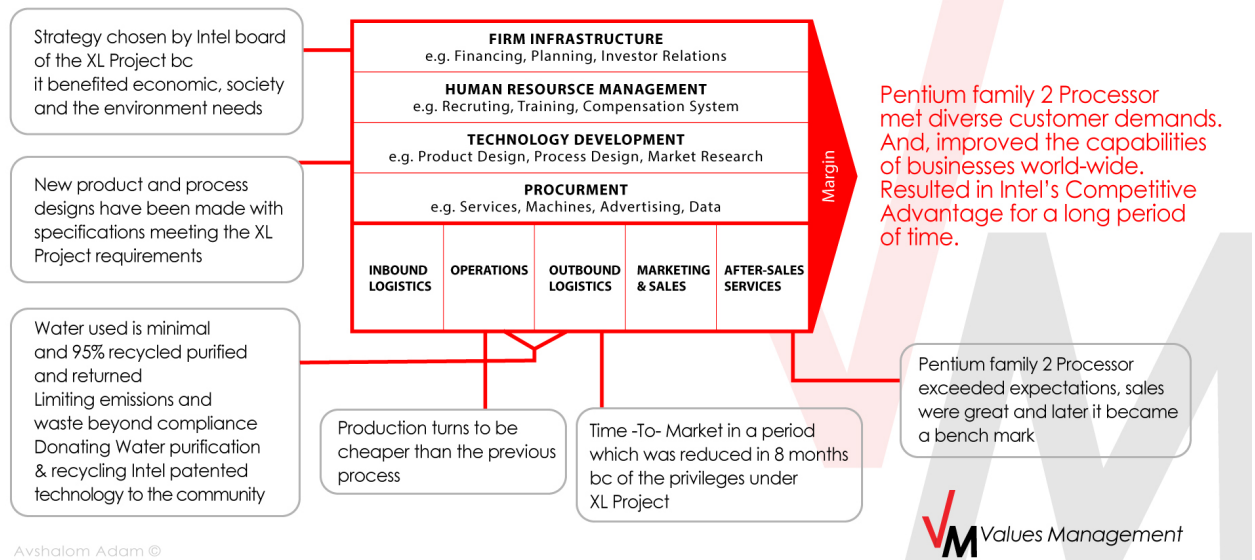 Strategy chosen by Intel board
of the XL Project bc
it benefited economic, society
and the environment needs
New product and process
designs have been made with
specifications meeting the XL
Project requirements
Water used is minimal
and 95% recycled purified
and returned
Limiting emissions and
waste beyond compliance
Donating Water purification
& recycling Intel patented
technology to the community
FIRM INFRASTRUCTURE
e.g. Financing, Planning, Investor Relations
HUMAN RESOURSCE MANAGEMENT
e.g. Recruting, Training, Compensation System
TECHNOLOGY DEVELOPMENT
e.g. Product Design, Process Design, Market Research
PROCURMENT
e.g. Services, Machines, Advertising, Data
INBOUND
LOGISTICS
OPERATIONS
OUTBOUND
LOGISTICS
MARKETING
& SALES
AFTER-SALES
SERVICES
Margin
Pentium family 2 Processor
met diverse customer demands.
And, improved the capabilities
of businesses world-wide.
Resulted in Intel's Competitive
Advantage for a long period
of time.
Production turns to be
cheaper than the previous
process
Time -To- Market in a period
which was reduced in 8 months
bc of the privileges under
XL Project
Pentium family 2 Processor
exceeded expectations, sales
were great and later it became
a bench mark
VM Values Management
Avshalom Adam ©